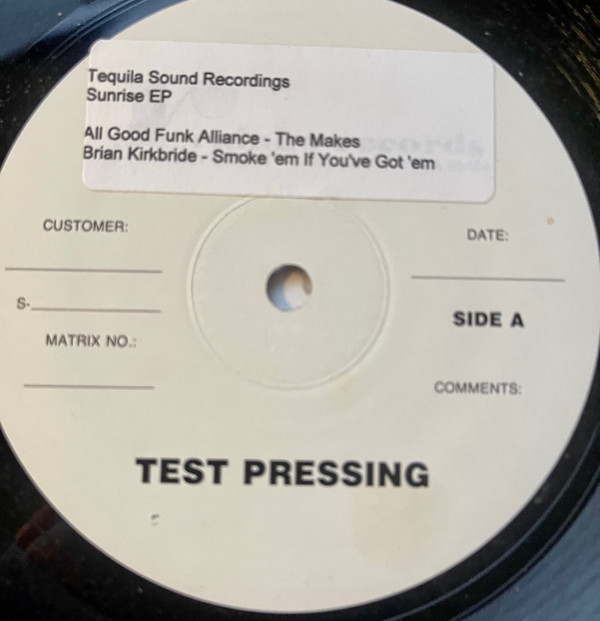 Tequila Sound Recordings
Sunrise EP
All Good Funk Alliance - The Makes
Brian Kirkbride - Smoke 'em If You've Got 'em
CUSTOMER:
DATE:
S-
SIDE A
MATRIX NO.:
COMMENTS:
TEST PRESSING